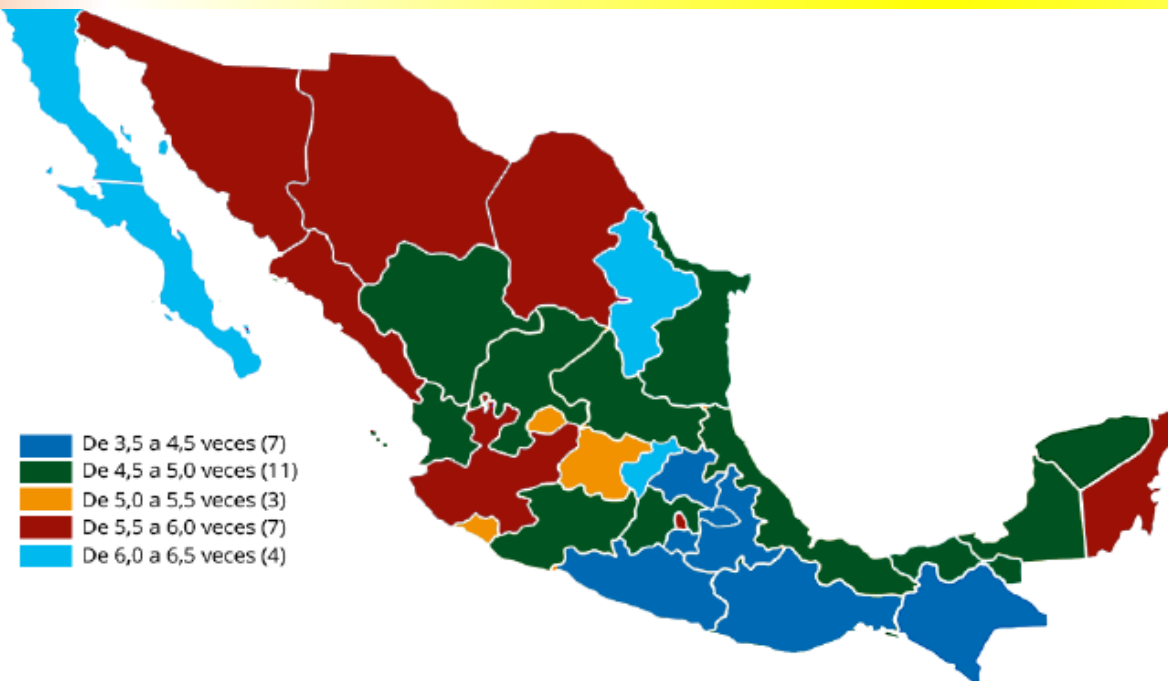 De 3,5 a 4,5 veces (7)
De 4,5 a 5,0 veces (11)
De 5,0 a 5,5 veces (3)
De 5,5 a 6,0 veces (7)
De 6,0 a 6,5 veces (4)